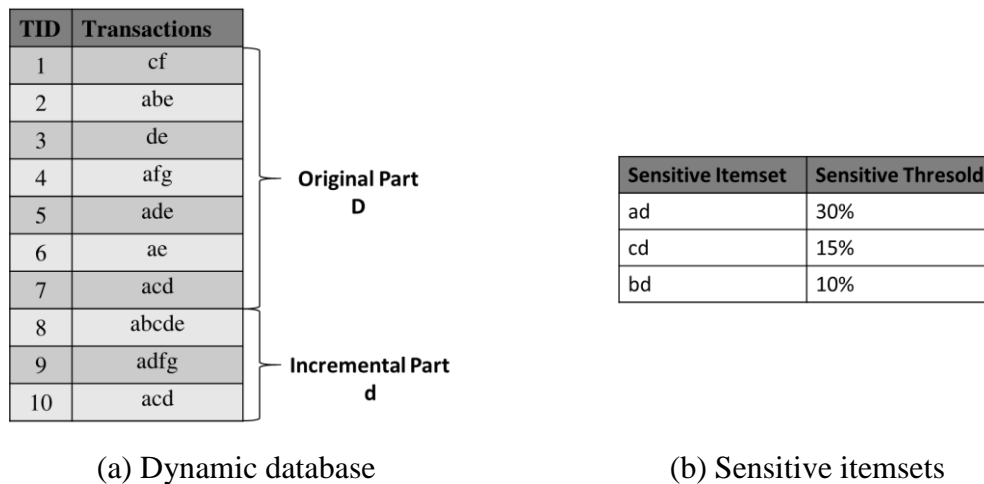 TID Transactions
1 cf
2 abe
3 de
4 afg
5 ade
6 ae
7 acd
8 abcde
9 adfg
10 acd
Original Part
D
Incremental Part
d
Sensitive Itemset Sensitive Thresold
ad 30%
cd 15%
bd 10%
(a) Dynamic database
(b) Sensitive itemsets